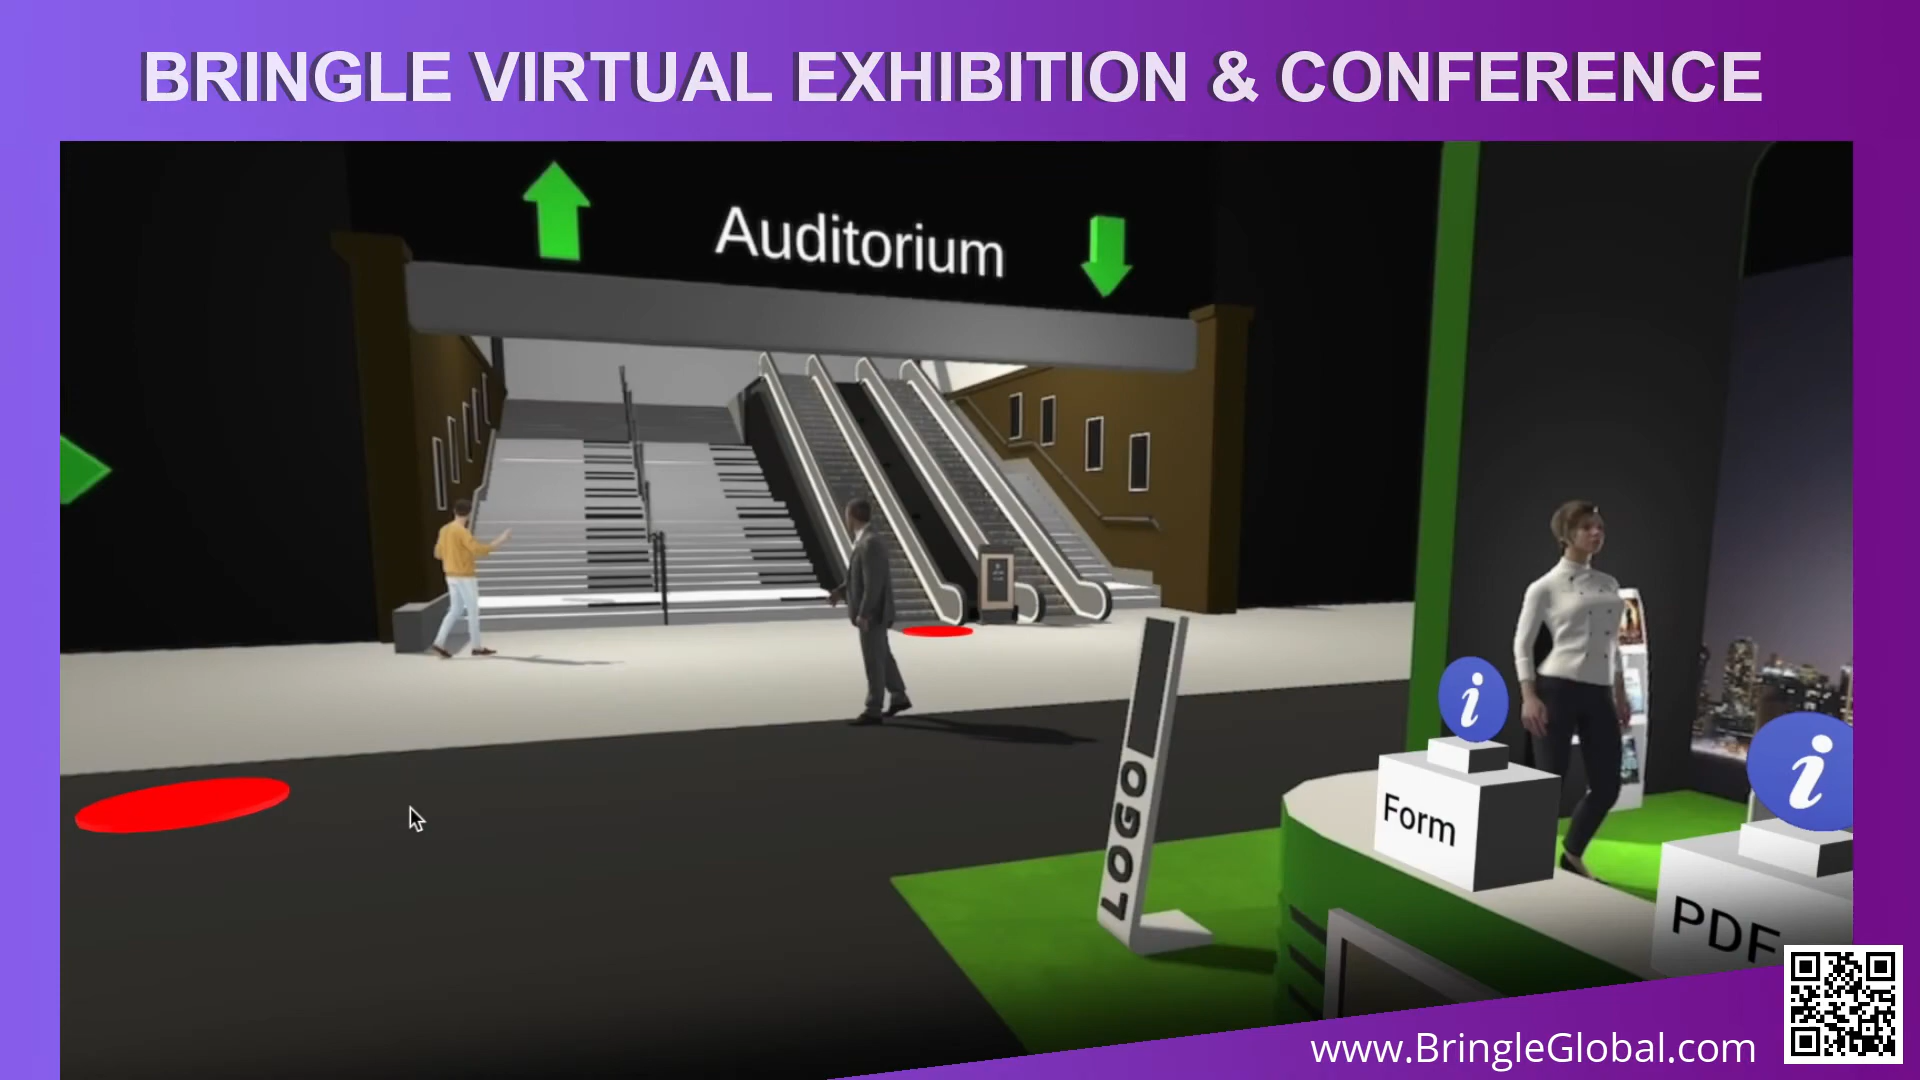 BRINGLE VIRTUAL EXHIBITION & CONFERENCE
Auditorium
LOGO
i
Form
i
PDF
www.BringleGlobal.com